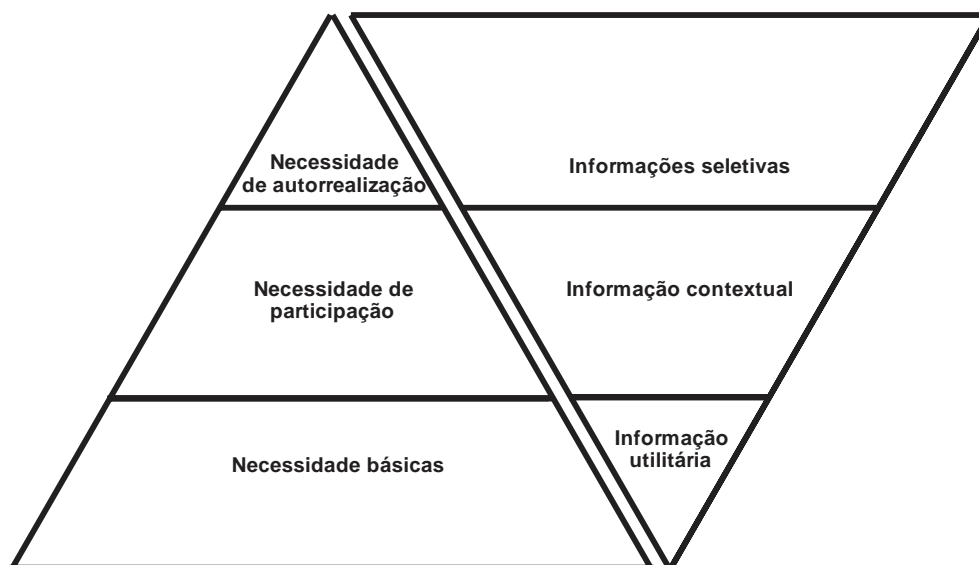 Necessidade
de autorrealização
Informações seletivas
Necessidade de
participação
Informação contextual
Necessidade básicas
Informação
utilitária